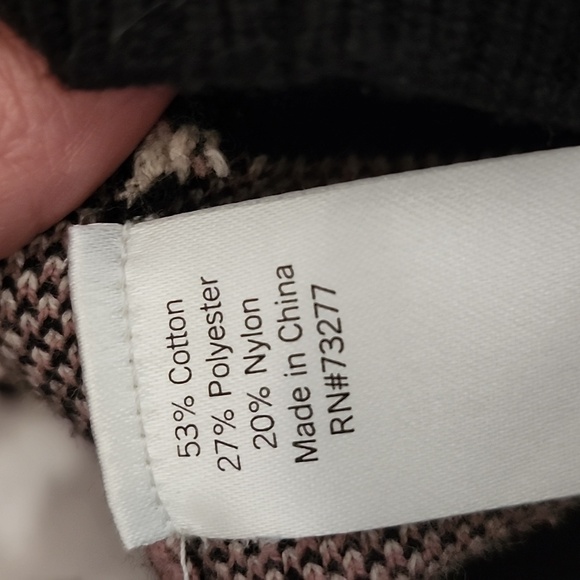 53% Cotton
27% Polyester
20% Nylon
Made in China
RN#73277